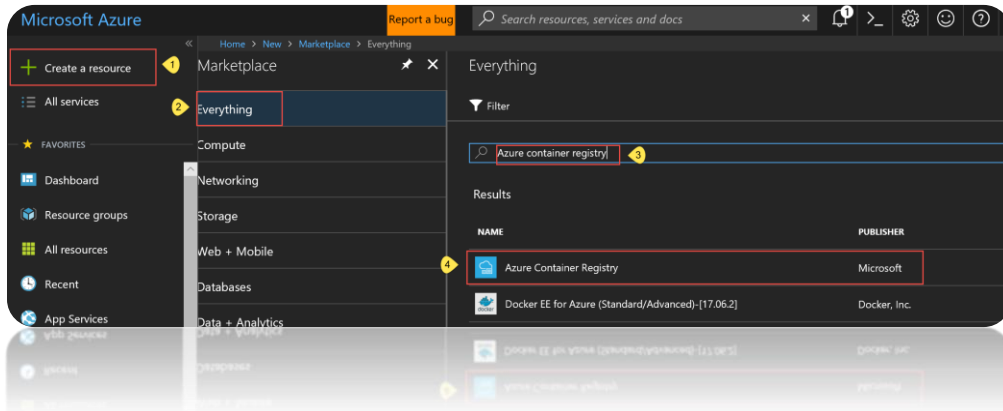 Microsoft Azure
Report a bug
Search resources, services and docs
1
Home > New > Marketplace > Everything
Create a resource
1
Marketplace
Everything
All services
2
Everything
Filter
FAVORITES
Compute
Azure container registry
3
Dashboard
Networking
Results
Resource groups
Storage
NAME
PUBLISHER
All resources
Web + Mobile
4
Azure Container Registry
Microsoft
Recent
Databases
Docker EE for Azure (Standard/Advanced)-[17.06.2]
Docker, Inc.
App Services
Data + Analytics